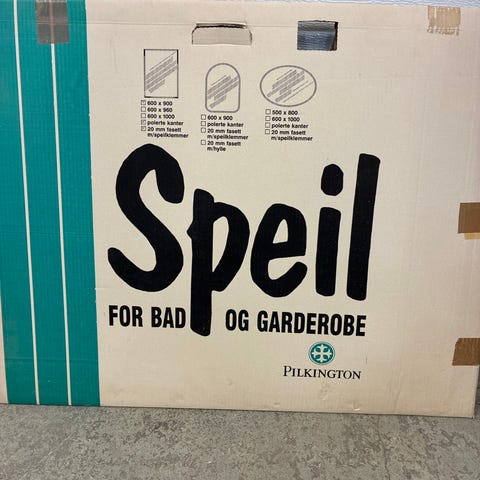 600 x 900
600 x 960
600 x 1000
polerte kanter
20 mm fasett
m/speilklemmer
600 x 900
polerte kanter
20 mm fasett
m/speilklemmer
20 mm fasett
m/hylle
500 x 800
600 x 1000
polerte kanter
20 mm fasett
m/speilklemmer
Speil
FOR BAD OG GARDEROBE
PILKINGTON